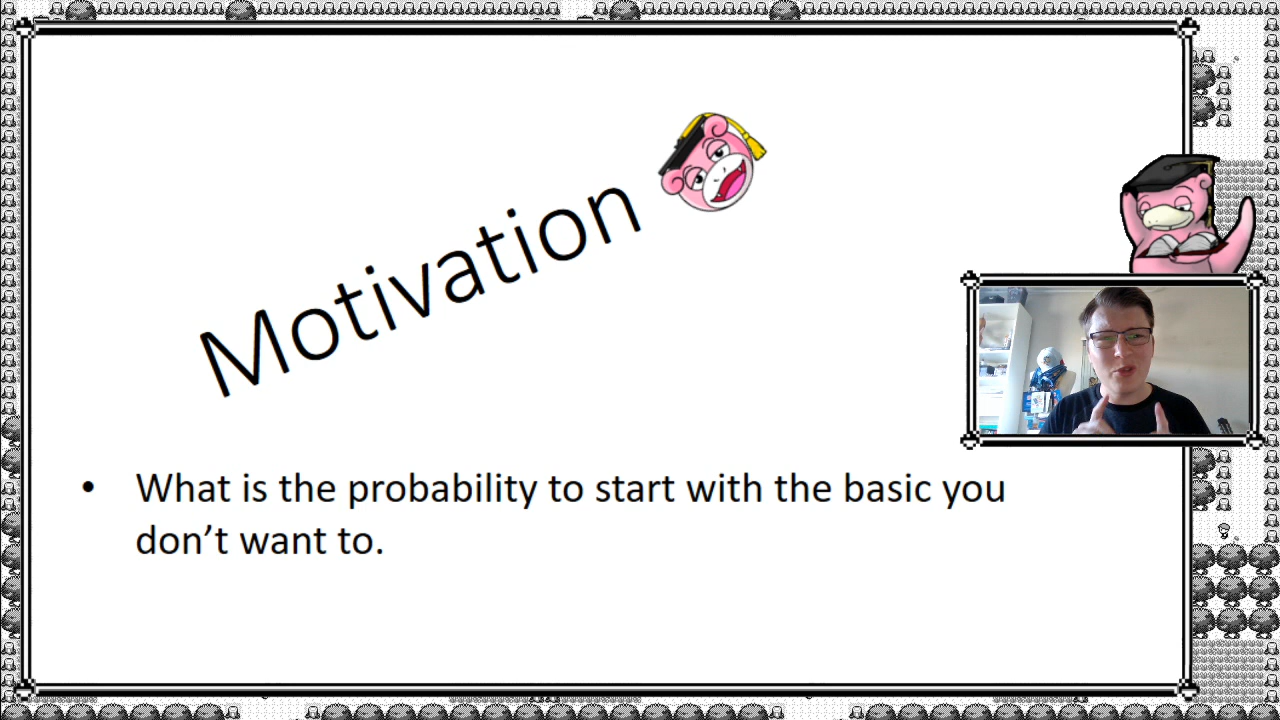 Motivation
• What is the probability to start with the basic you
don’t want to.